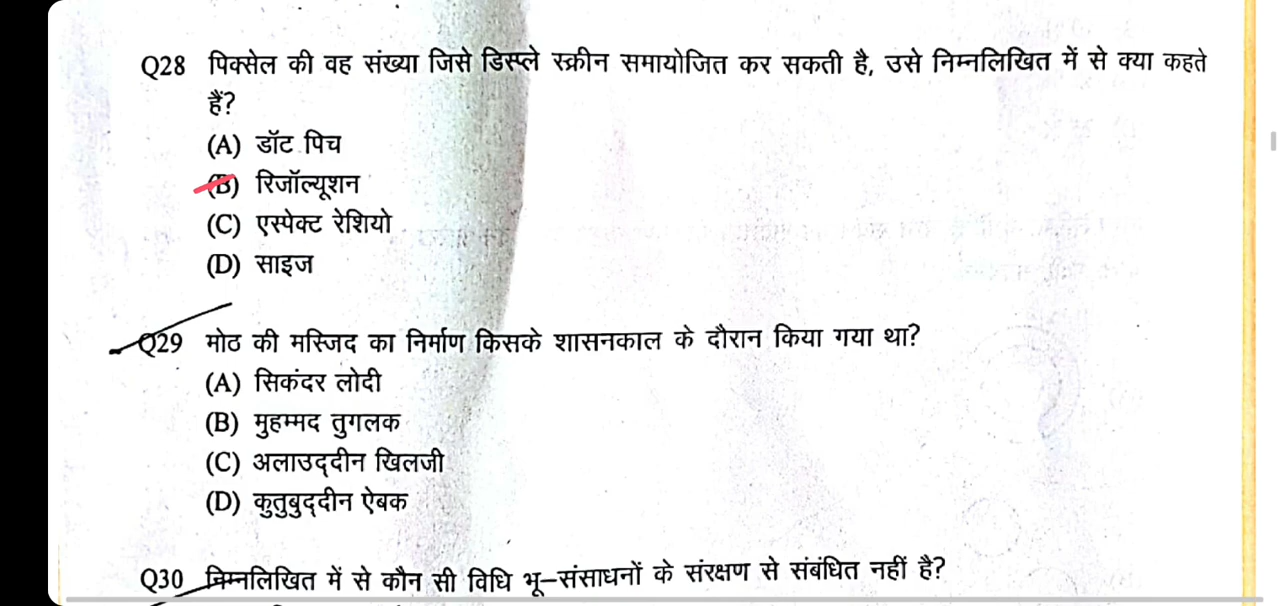 Q28 पिक्सेल की वह संख्या जिसे डिस्प्ले स्क्रीन समायोजित कर सकती है, उसे निम्नलिखित में से क्या कहते
हैं?
(A) डॉट पिच
(B) रिजॉल्यूशन
(C) एस्पेक्ट रेशियो
(D) साइज
Q29 मोठ की मस्जिद का निर्माण किसके शासनकाल के दौरान किया गया था?
(A) सिकंदर लोदी
(B) मुहम्मद तुगलक
(C) अलाउद्दीन खिलजी
(D) कुतुबुद्दीन ऐबक
Q30 निम्नलिखित में से कौन सी विधि भू–संसाधनों के संरक्षण से संबंधित नहीं है?